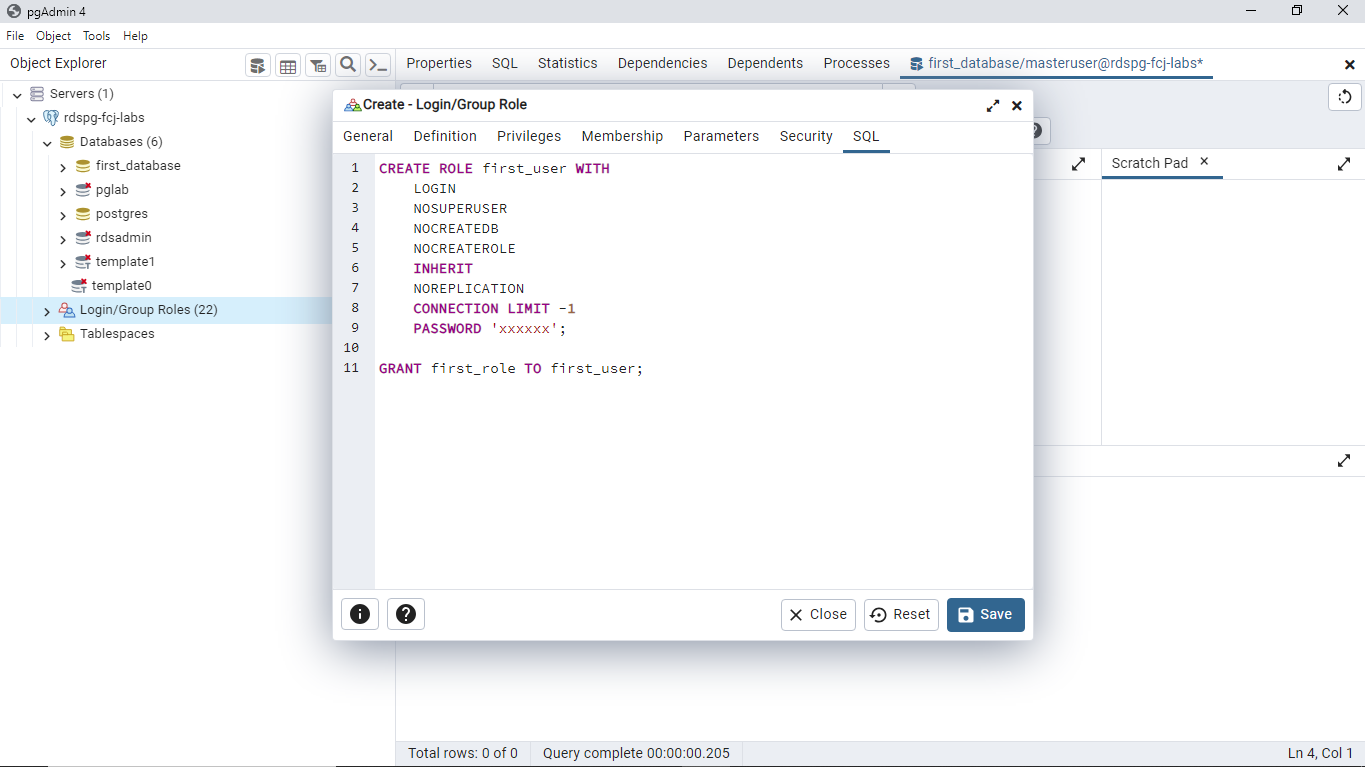 pgAdmin 4
File Object Tools Help
Object Explorer
Properties SQL Statistics Dependencies Dependents Processes first_database/masteruser@rdspg-fcj-labs*
Servers (1)
rdspg-fcj-labs
Databases (6)
first_database
pglab
postgres
rdsadmin
template1
template0
Login/Group Roles (22)
Tablespaces
Create - Login/Group Role
General Definition Privileges Membership Parameters Security SQL
1 CREATE ROLE first_user WITH
2 LOGIN
3 NOSUPERUSER
4 NOCREATEDB
5 NOCREATEROLE
6 INHERIT
7 NOREPLICATION
8 CONNECTION LIMIT -1
9 PASSWORD 'xxxxxx';
10
11 GRANT first_role TO first_user;
Close Reset Save
Scratch Pad
Total rows: 0 of 0 Query complete 00:00:00.205 Ln 4, Col 1